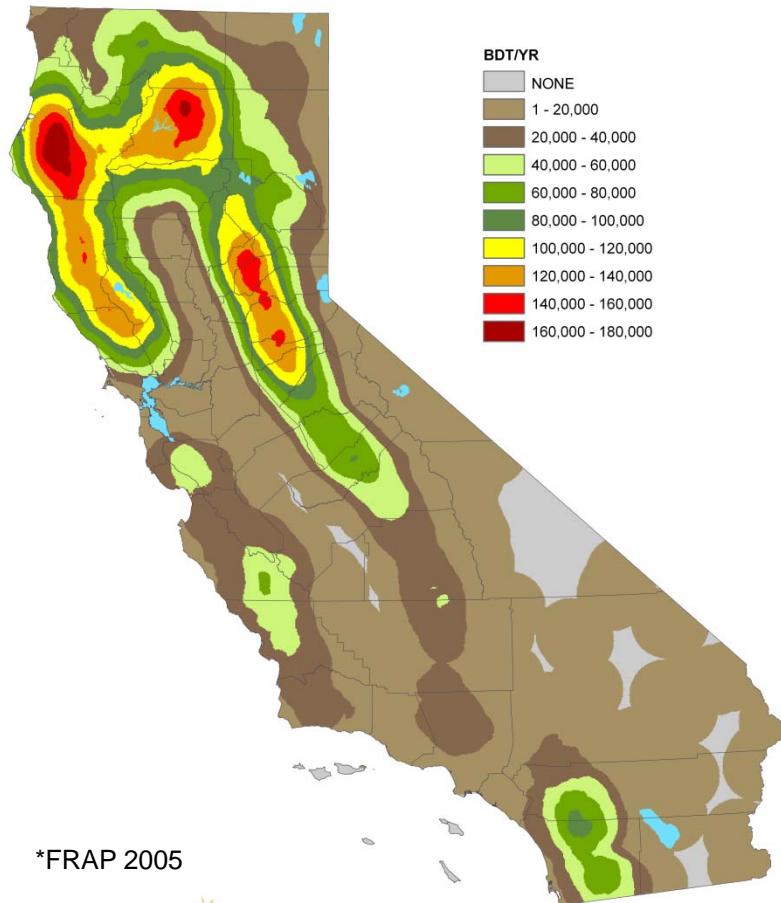 BDT/YR
NONE
1 - 20,000
20,000 - 40,000
40,000 - 60,000
60,000 - 80,000
80,000 - 100,000
100,000 - 120,000
120,000 - 140,000
140,000 - 160,000
160,000 - 180,000
*FRAP 2005